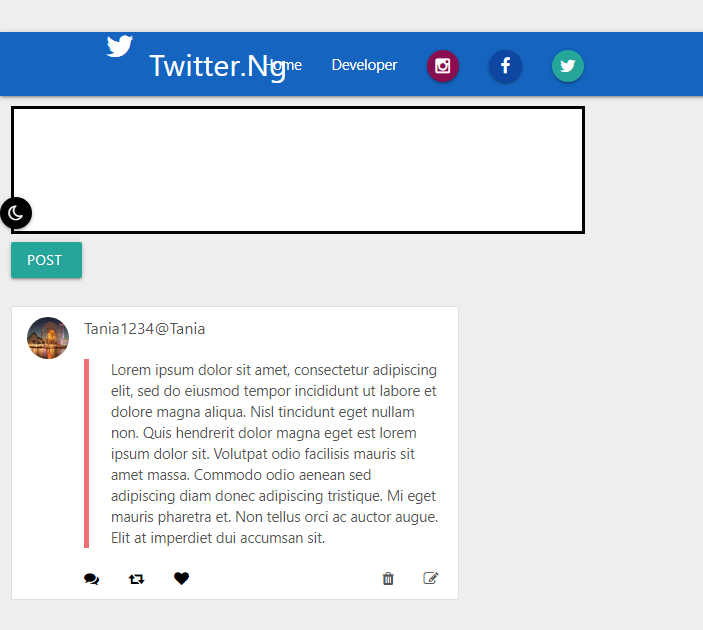 Twitter.Ng Home Developer
POST
Tania1234@Tania
Lorem ipsum dolor sit amet, consectetur adipiscing
elit, sed do eiusmod tempor incididunt ut labore et
dolore magna aliqua. Nisl tincidunt eget nullam
non. Quis hendrerit dolor magna eget est lorem
ipsum dolor sit. Volutpat odio facilisis mauris sit
amet massa. Commodo odio aenean sed
adipiscing diam donec adipiscing tristique. Mi eget
mauris pharetra et. Non tellus orci ac auctor augue.
Elit at imperdiet dui accumsan sit.